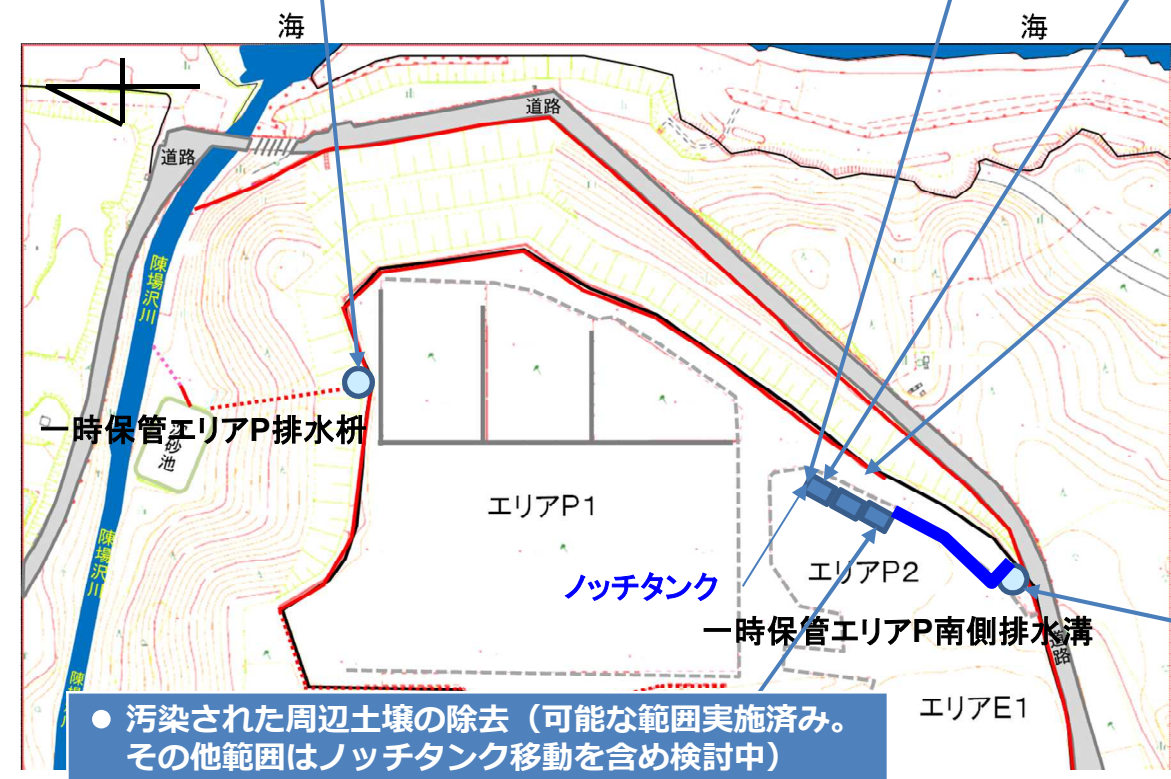 海
海
道路
道路
陳場沢川
一時保管エリアP排水枡
沈砂池
エリアP1
ノッチタンク
エリアP2
一時保管エリアP南側排水溝
道路
陳場沢川
エリアE1
● 汚染された周辺土壌の除去（可能な範囲実施済み。
その他範囲はノッチタンク移動を含め検討中）